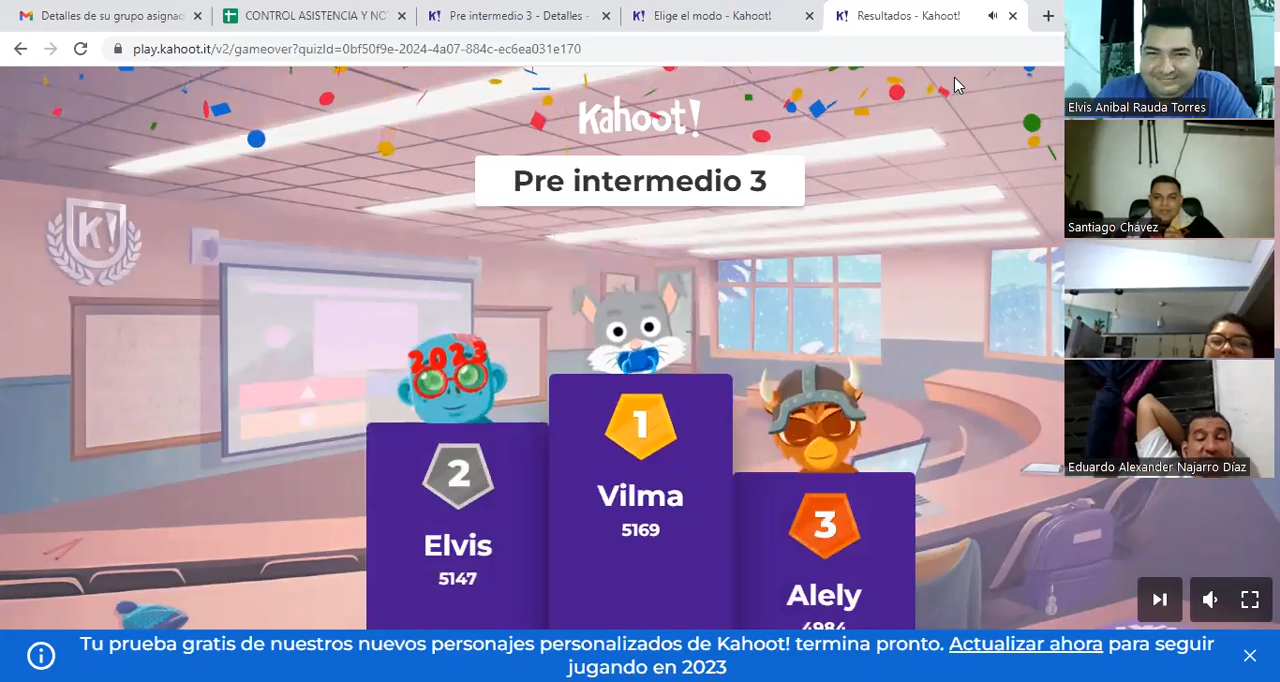 Detalles de su grupo asignad
CONTROL ASISTENCIA Y NO
Pre intermedio 3 - Detalles -
Elige el modo - Kahoot!
Resultados - Kahoot!
play.kahoot.it/v2/gameover?quizId=0bf50f9e-2024-4a07-884c-ec6ea031e170
Elvis Anibal Rauda Torres
Kahoot!
Pre intermedio 3
K!
Santiago Chávez
2023
1
2
Vilma
Eduardo Alexander Najarro Díaz
5169
3
Elvis
5147
Alely
4984
Tu prueba gratis de nuestros nuevos personajes personalizados de Kahoot! termina pronto. Actualizar ahora para seguir
jugando en 2023